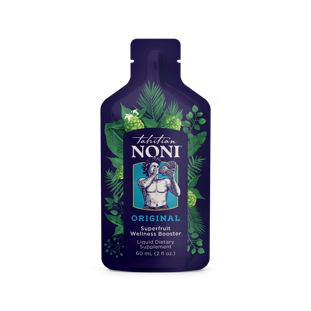 tahitian
NONI
ORIGINAL
Superfruit
Wellness Booster
Liquid Dietary
Supplement
60 mL (2 fl oz.)